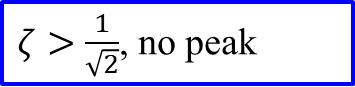 ζ > 1/√2, no peak